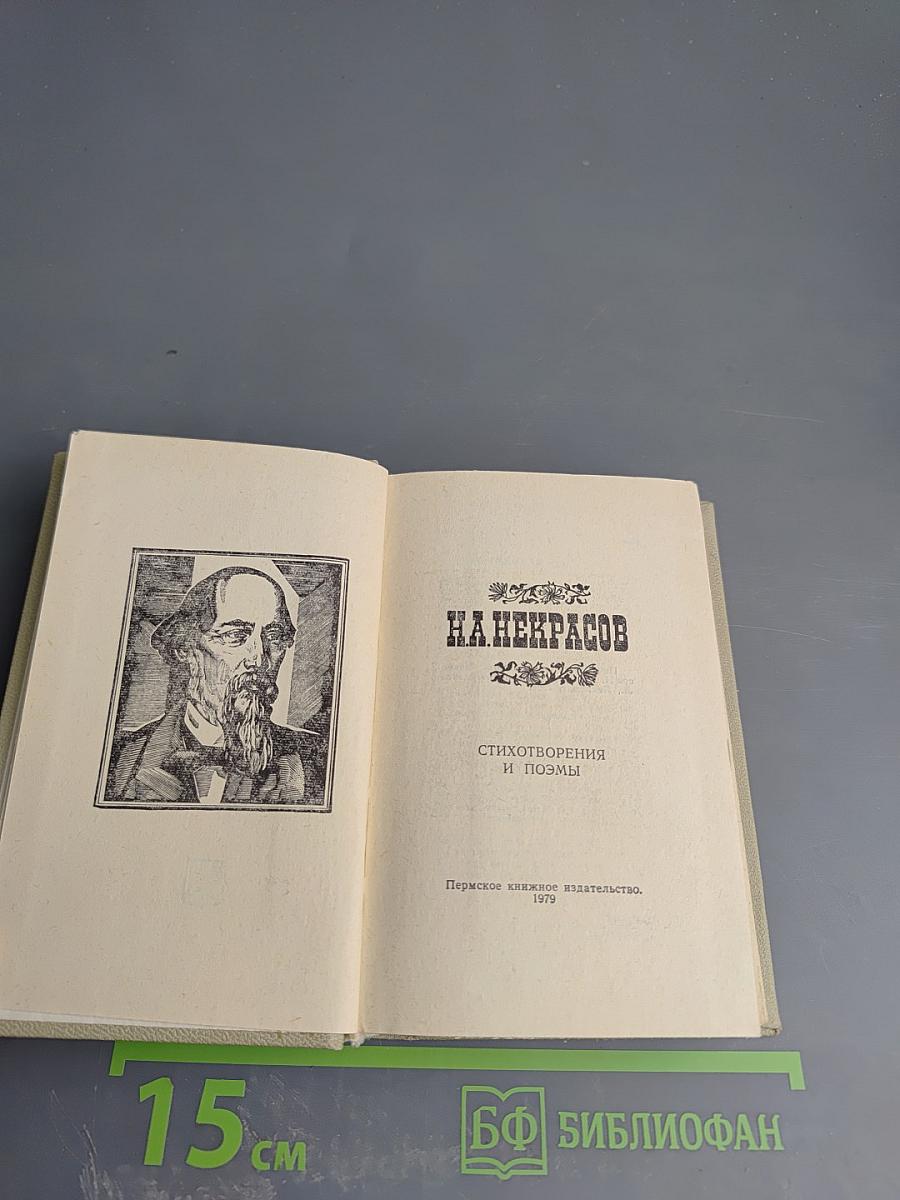 Н.А.НЕКРАСОВ
СТИХОТВОРЕНИЯ
И ПОЭМЫ
Пермское книжное издательство.
1979
15 см
БФ БИБЛИОФАН